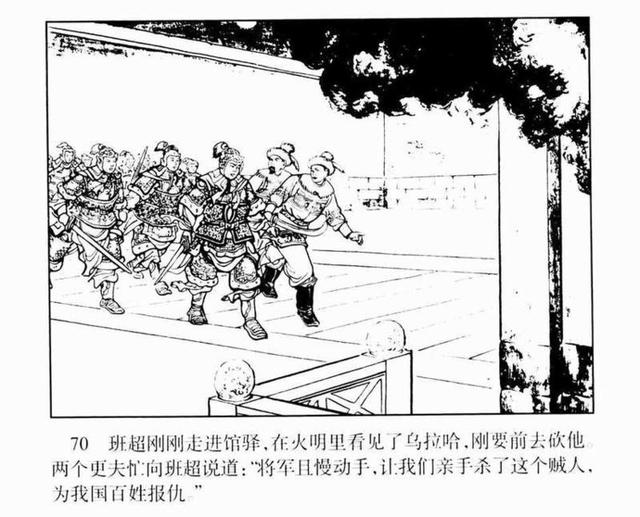 70 班超刚刚走进馆驿，在火明里看见了乌拉哈，刚要前去砍他。
两个更夫忙向班超说道：“将军且慢动手，让我们亲手杀了这个贼人，
为我国百姓报仇。”